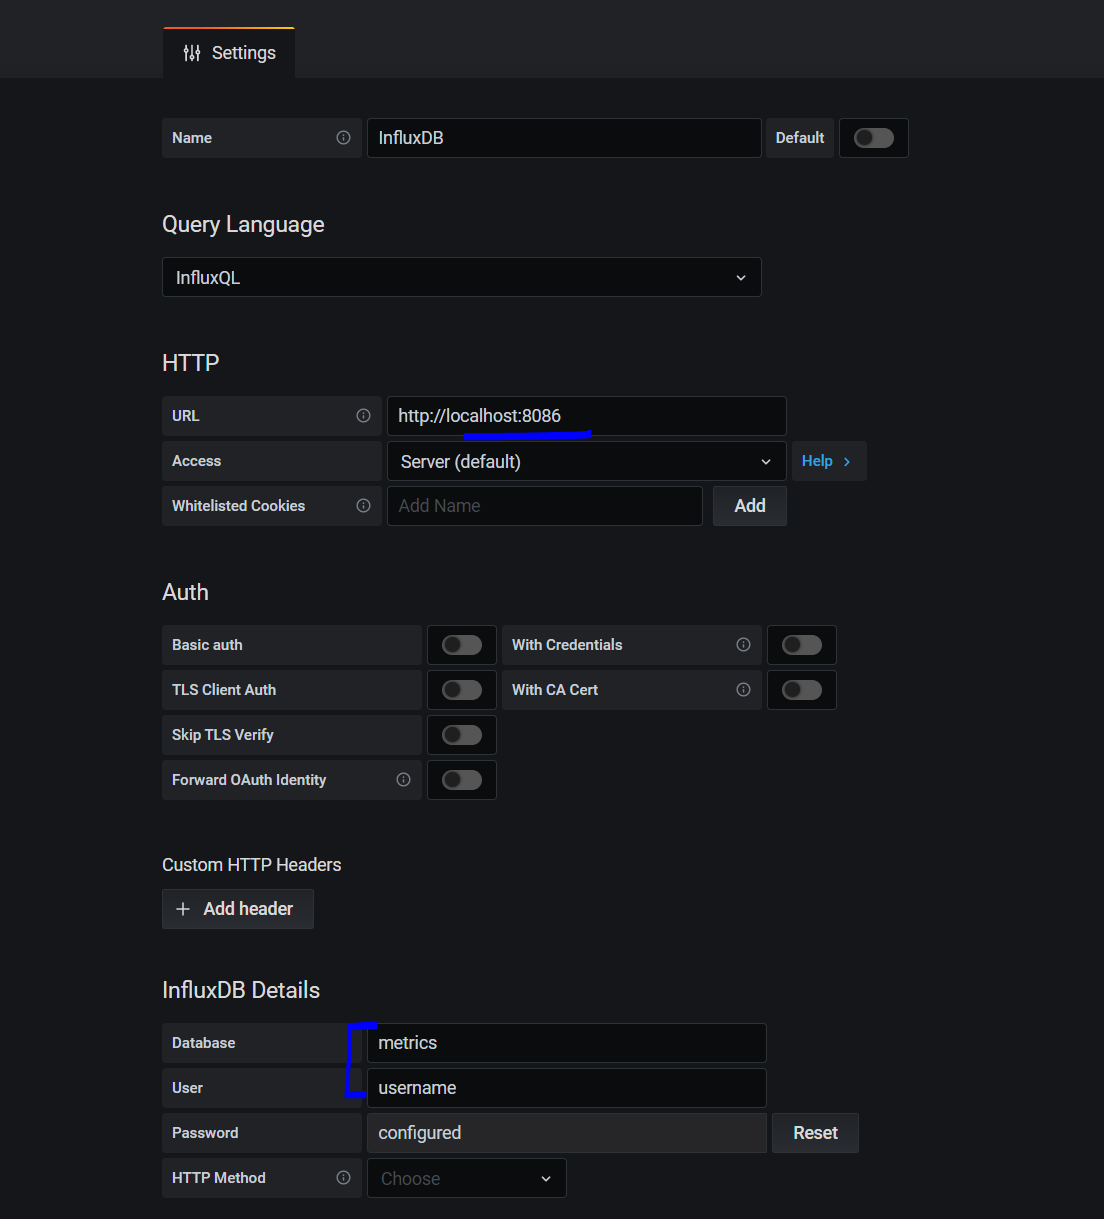 Settings
Name InfluxDB Default
Query Language
InfluxQL
HTTP
URL http://localhost:8086
Access Server (default) Help >
Whitelisted Cookies Add Name Add
Auth
Basic auth With Credentials
TLS Client Auth With CA Cert
Skip TLS Verify
Forward OAuth Identity
Custom HTTP Headers
+ Add header
InfluxDB Details
Database metrics
User username
Password configured Reset
HTTP Method Choose